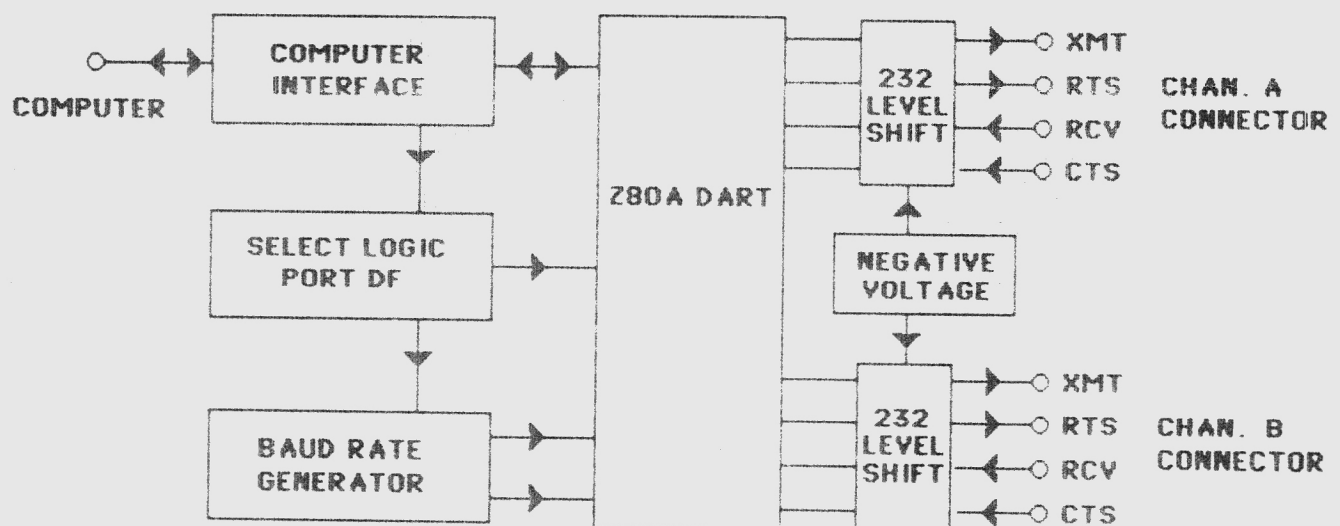 COMPUTER
COMPUTER
INTERFACE
SELECT LOGIC
PORT DF
BAUD RATE
GENERATOR
Z80A DART
232
LEVEL
SHIFT
XMT
RTS
RCV
CTS
CHAN. A
CONNECTOR
NEGATIVE
VOLTAGE
232
LEVEL
SHIFT
XMT
RTS
RCV
CTS
CHAN. B
CONNECTOR